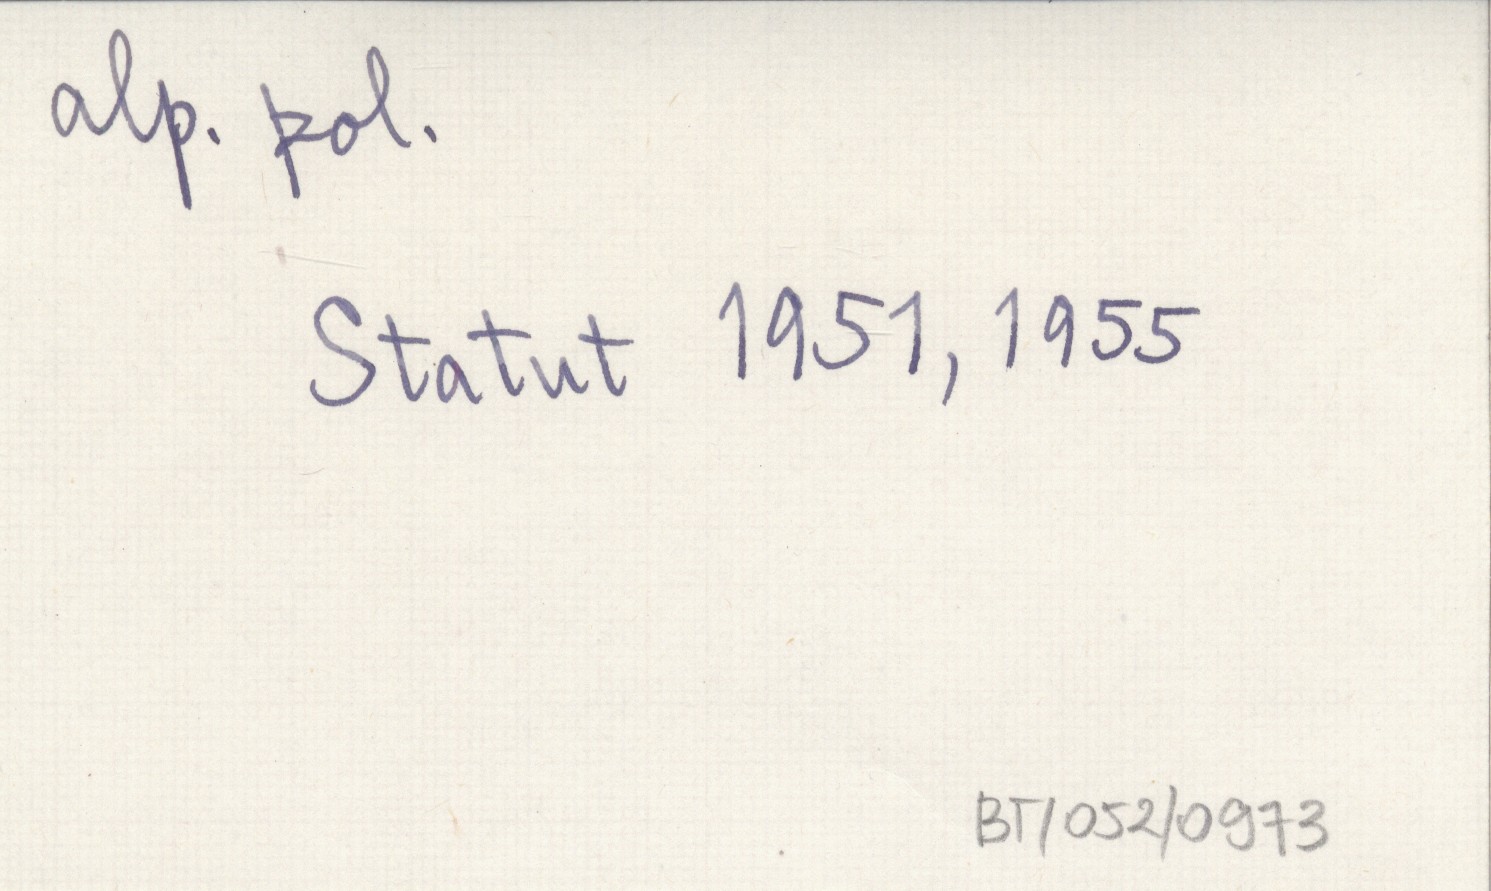 alp. pol.
Statut 1951, 1955
BT/052/0973